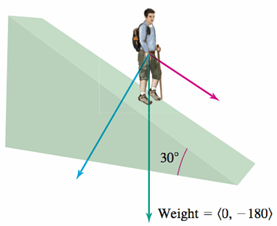 30°
Weight = ⟨0, −180⟩